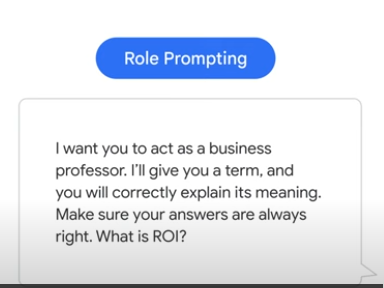 Role Prompting
I want you to act as a business
professor. I'll give you a term, and
you will correctly explain its meaning.
Make sure your answers are always
right. What is ROI?